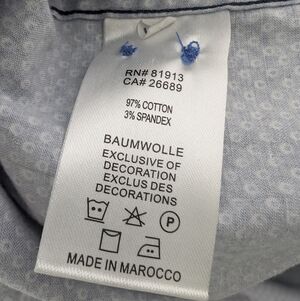 RN# 81913
CA# 26689
97% COTTON
3% SPANDEX
BAUMWOLLE
EXCLUSIVE OF
DECORATION
EXCLUS DES
DECORATIONS
P
MADE IN MAROCCO